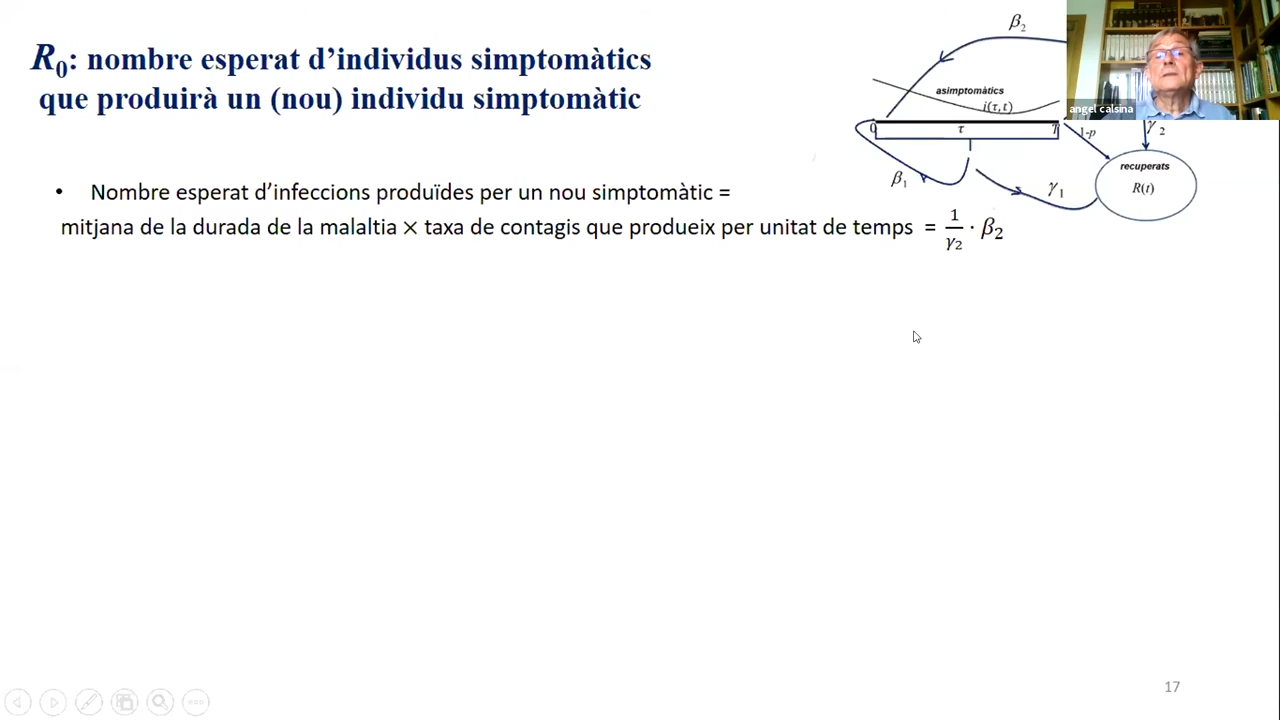 R₀: nombre esperat d’individus simptomàtics
que produirà un (nou) individu simptomàtic
β₂
asimptomàtics
i(τ,t)
0 τ T
β₁
γ₁
1-p
γ₂
recuperats
R(t)
angel calsina
• Nombre esperat d’infeccions produïdes per un nou simptomàtic =
mitjana de la durada de la malaltia × taxa de contagis que produeix per unitat de temps = 1/γ₂ · β₂
17